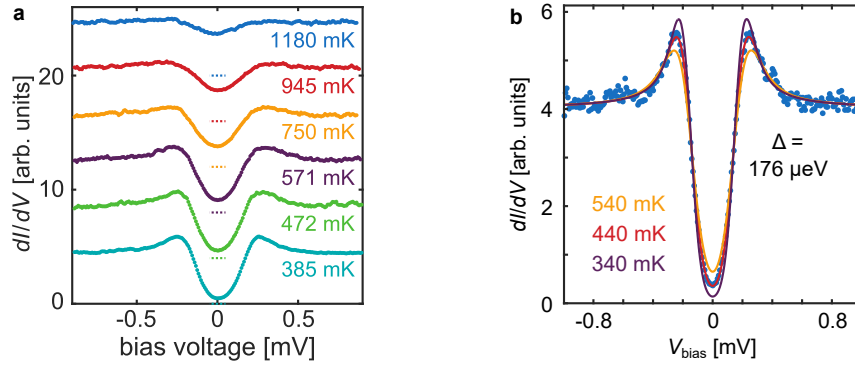 a
dI/dV [arb. units]
20
10
0
1180 mK
945 mK
750 mK
571 mK
472 mK
385 mK
-0.5
0
0.5
bias voltage [mV]
b
dI/dV [arb. units]
6
4
2
0
Δ =
176 µeV
540 mK
440 mK
340 mK
-0.8
0
0.8
Vbias [mV]